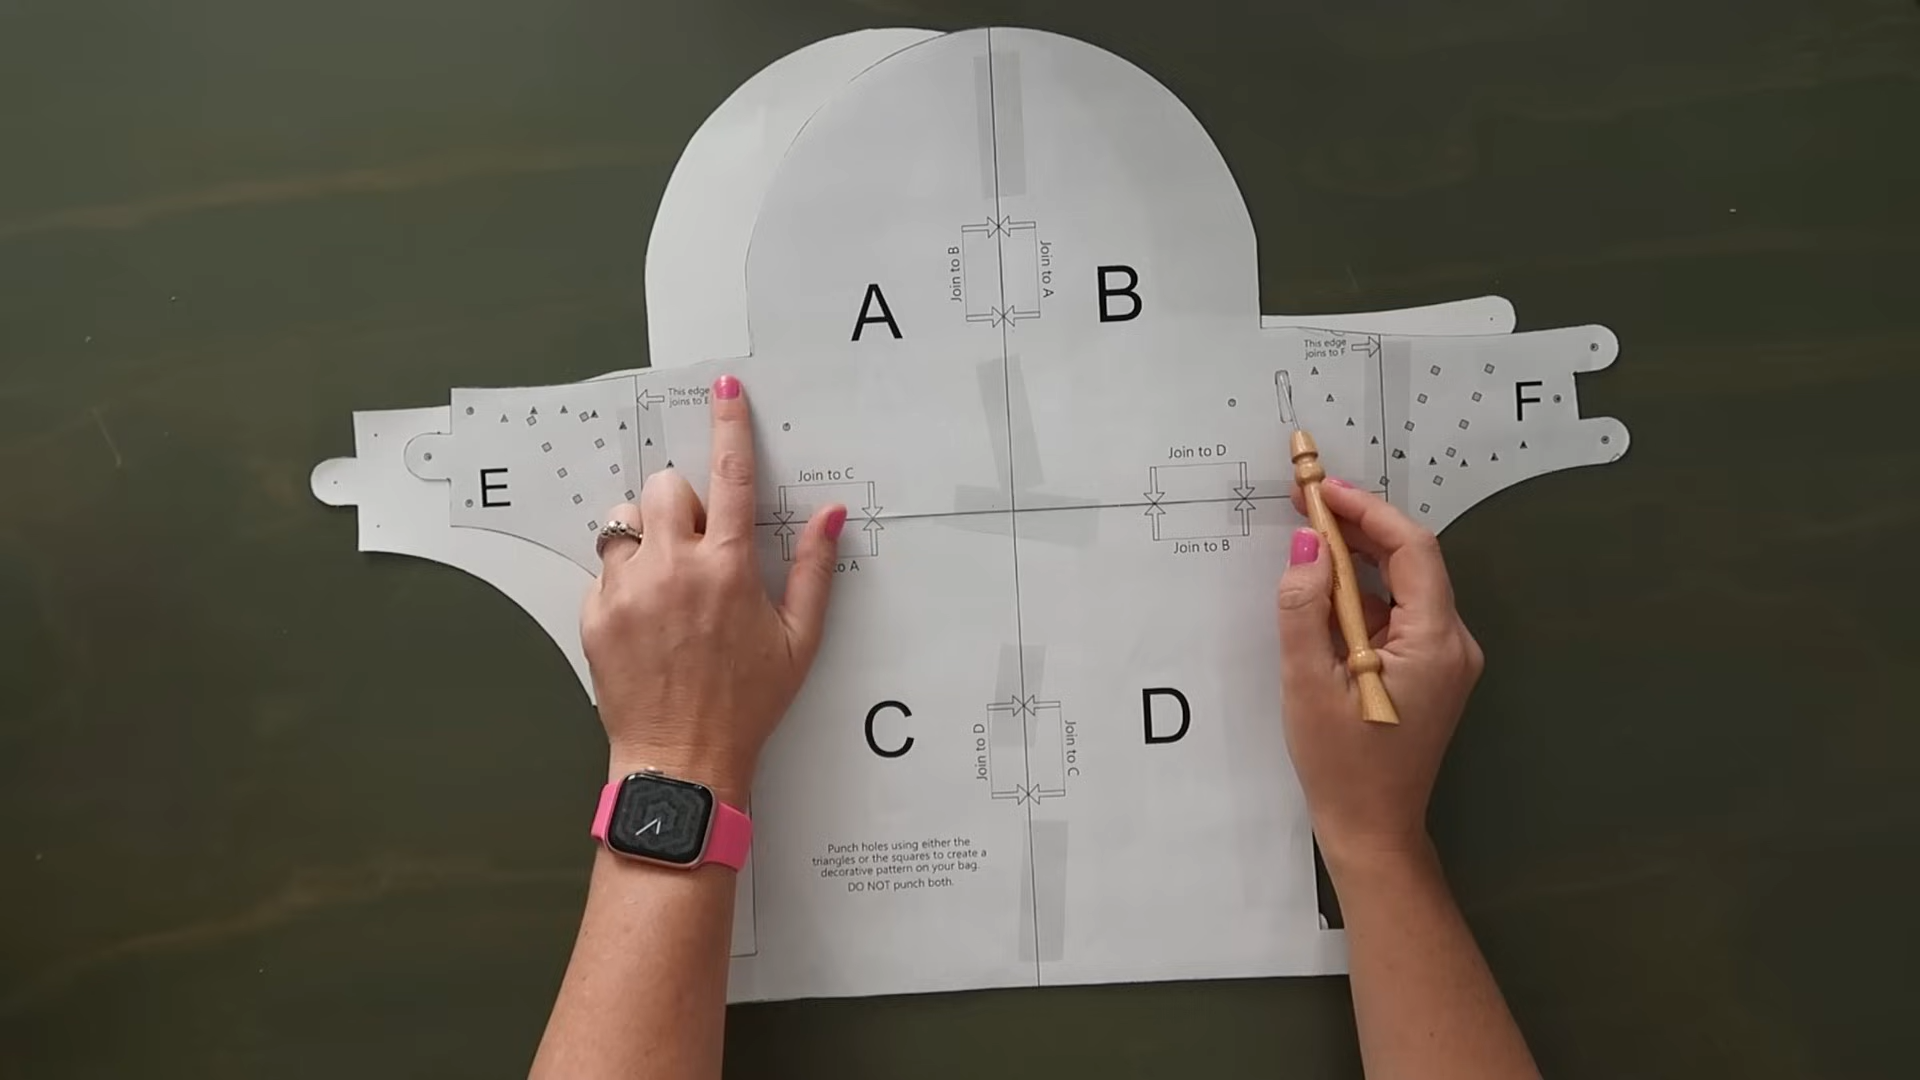 Join to B
Join to A
A
B
This edge
joins to F
This edge
joins to
F
E
Join to C
Join to D
to A
Join to B
C
D
Join to D
Join to C
Punch holes using either the
triangles or the squares to create a
decorative pattern on your bag.
DO NOT punch both.